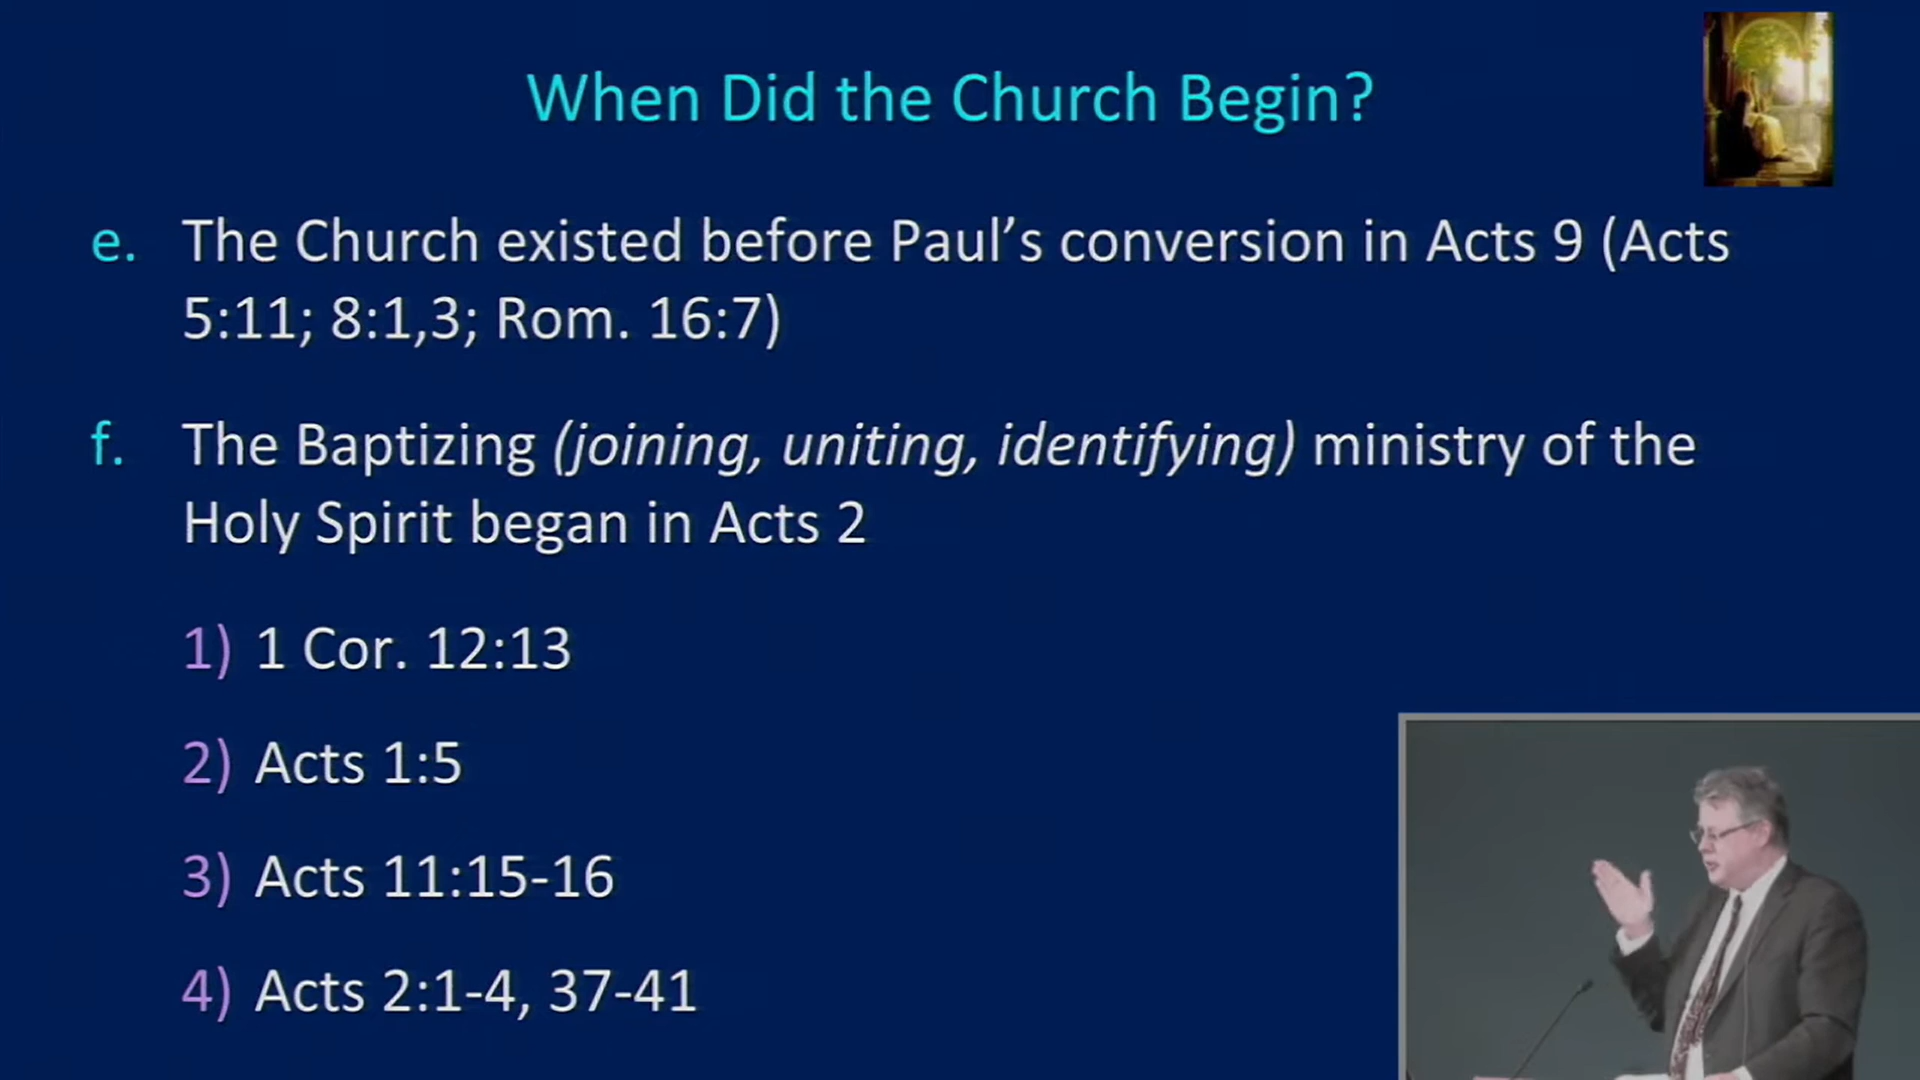 When Did the Church Begin?
e. The Church existed before Paul’s conversion in Acts 9 (Acts
5:11; 8:1,3; Rom. 16:7)
f. The Baptizing (joining, uniting, identifying) ministry of the
Holy Spirit began in Acts 2
1) 1 Cor. 12:13
2) Acts 1:5
3) Acts 11:15-16
4) Acts 2:1-4, 37-41